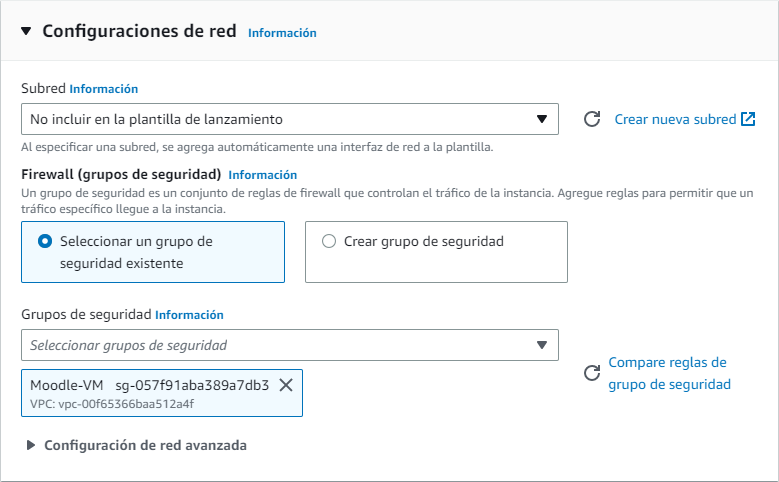 Configuraciones de red Información
Subred Información
No incluir en la plantilla de lanzamiento
Crear nueva subred
Al especificar una subred, se agrega automáticamente una interfaz de red a la plantilla.
Firewall (grupos de seguridad) Información
Un grupo de seguridad es un conjunto de reglas de firewall que controlan el tráfico de la instancia. Agregue reglas para permitir que un
tráfico específico llegue a la instancia.
Seleccionar un grupo de
seguridad existente
Crear grupo de seguridad
Grupos de seguridad Información
Seleccionar grupos de seguridad
Compare reglas de
grupo de seguridad
Moodle-VM sg-057f91aba389a7db3
VPC: vpc-00f65366baa512a4f
Configuración de red avanzada